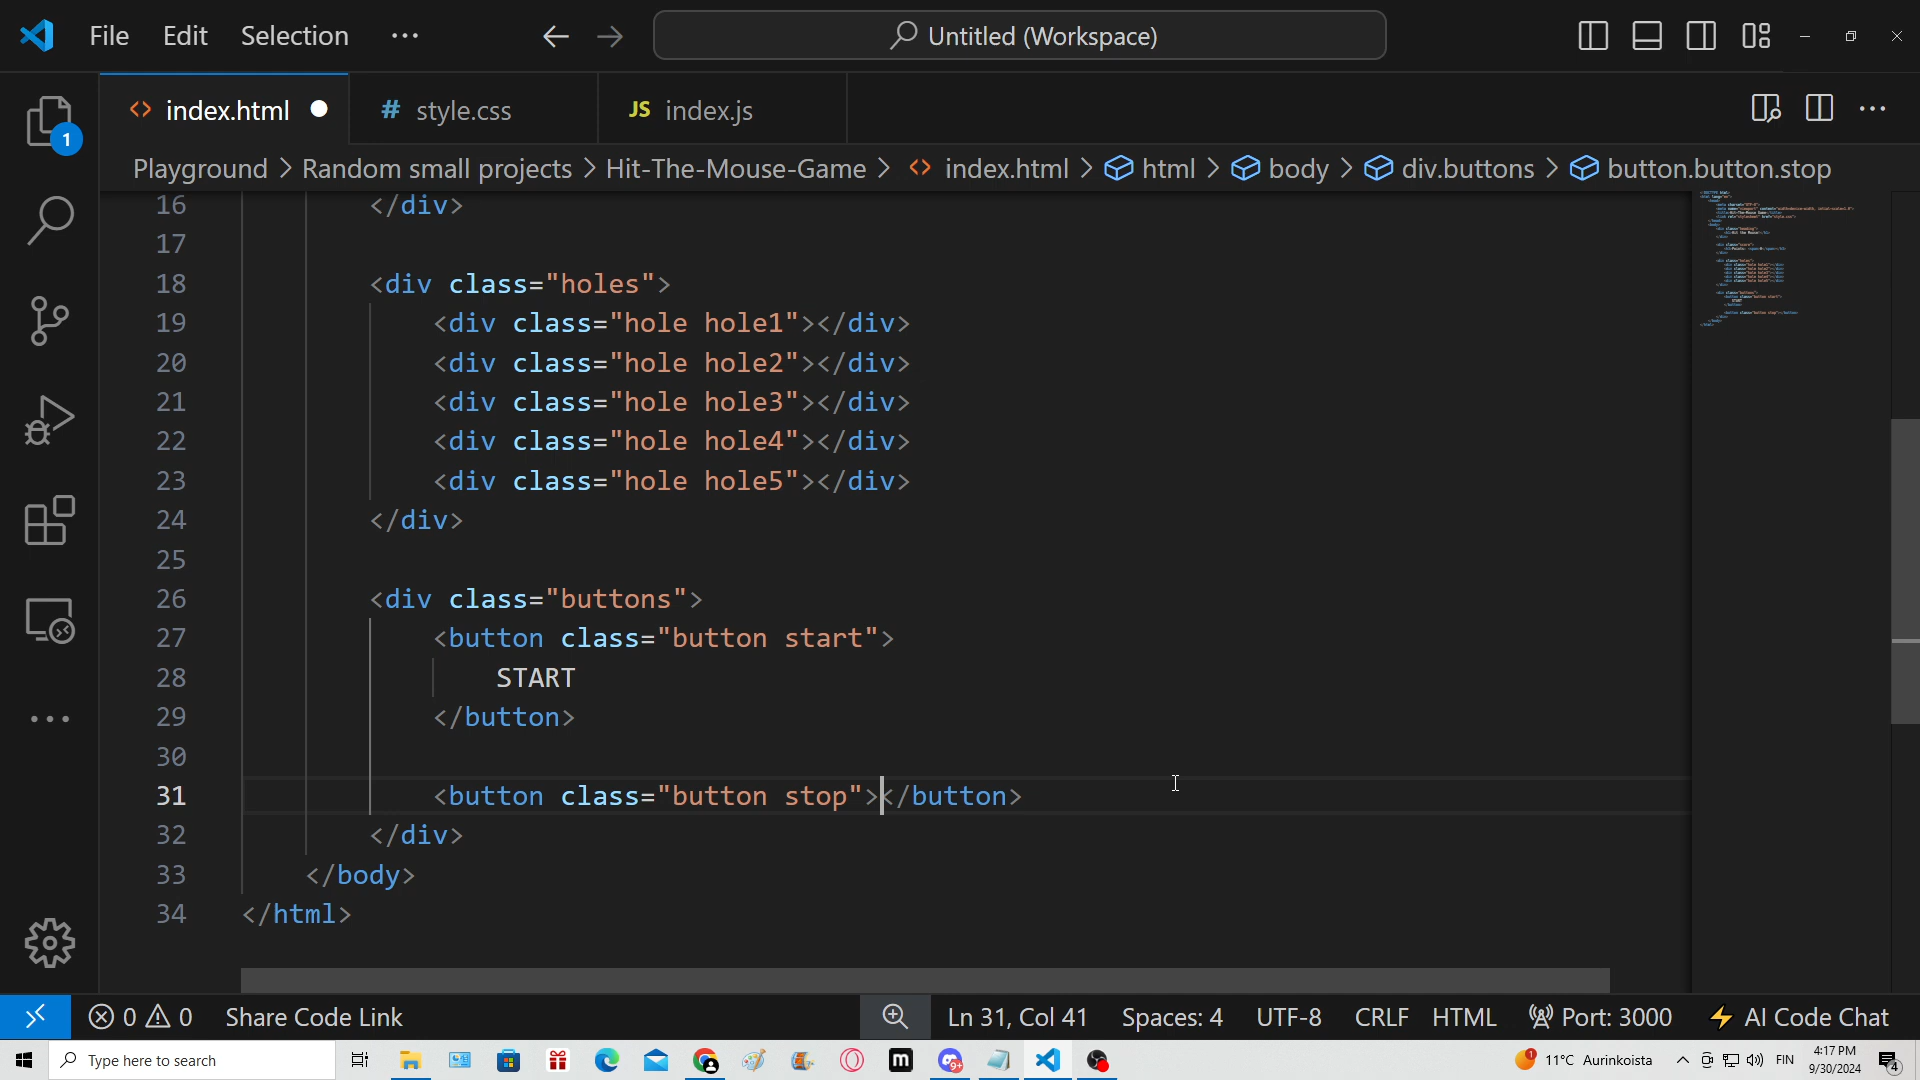 File Edit Selection ··· Untitled (Workspace)
index.html # style.css JS index.js
Playground > Random small projects > Hit-The-Mouse-Game > index.html > html > body > div.buttons > button.button.stop
1
16 </div>
17
18 <div class="holes">
19 <div class="hole hole1"></div>
20 <div class="hole hole2"></div>
21 <div class="hole hole3"></div>
22 <div class="hole hole4"></div>
23 <div class="hole hole5"></div>
24 </div>
25
26 <div class="buttons">
27 <button class="button start">
28 START
29 </button>
30
31 <button class="button stop"></button>
32 </div>
33 </body>
34 </html>
0 0 Share Code Link Ln 31, Col 41 Spaces: 4 UTF-8 CRLF HTML Port: 3000 AI Code Chat
Type here to search m 9+ 1 11°C Aurinkoista FIN 4:17 PM 4
9/30/2024